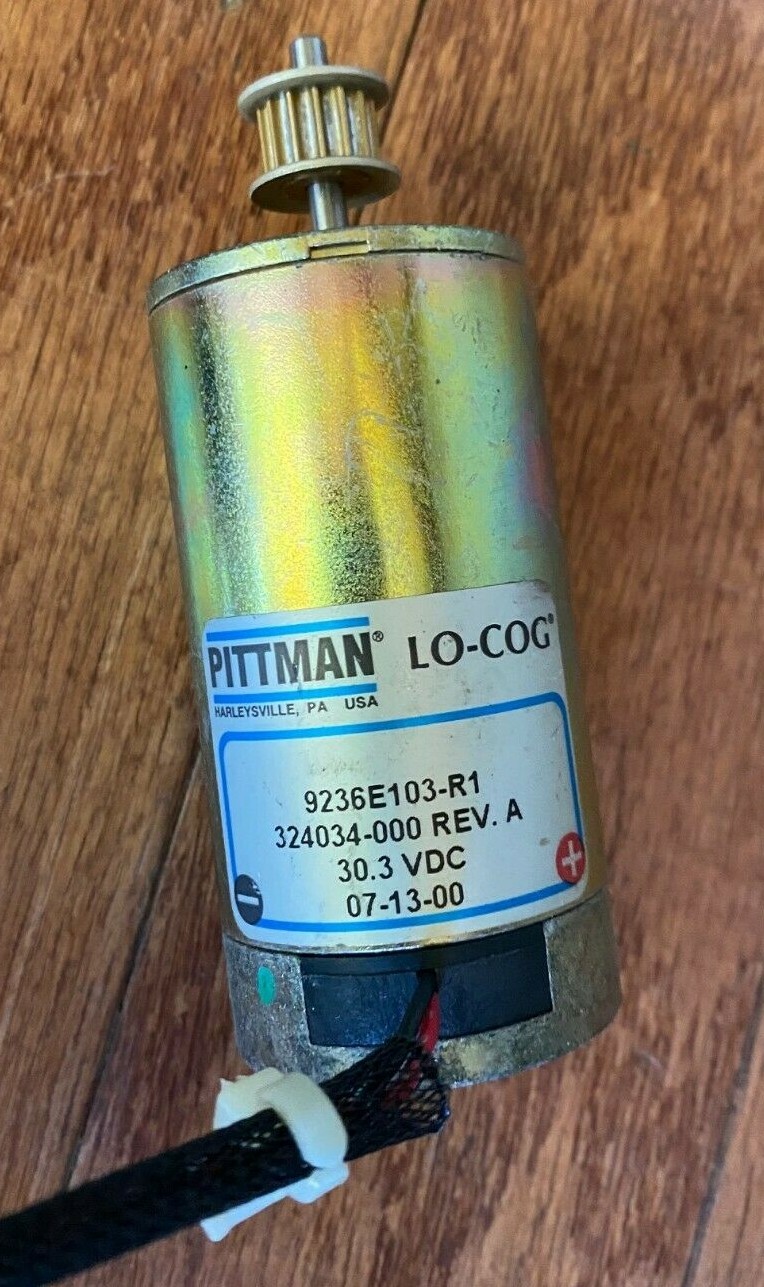 PITTMAN® LO-COG®
HARLEYSVILLE, PA USA
9236E103-R1
324034-000 REV. A
30.3 VDC
07-13-00
− +